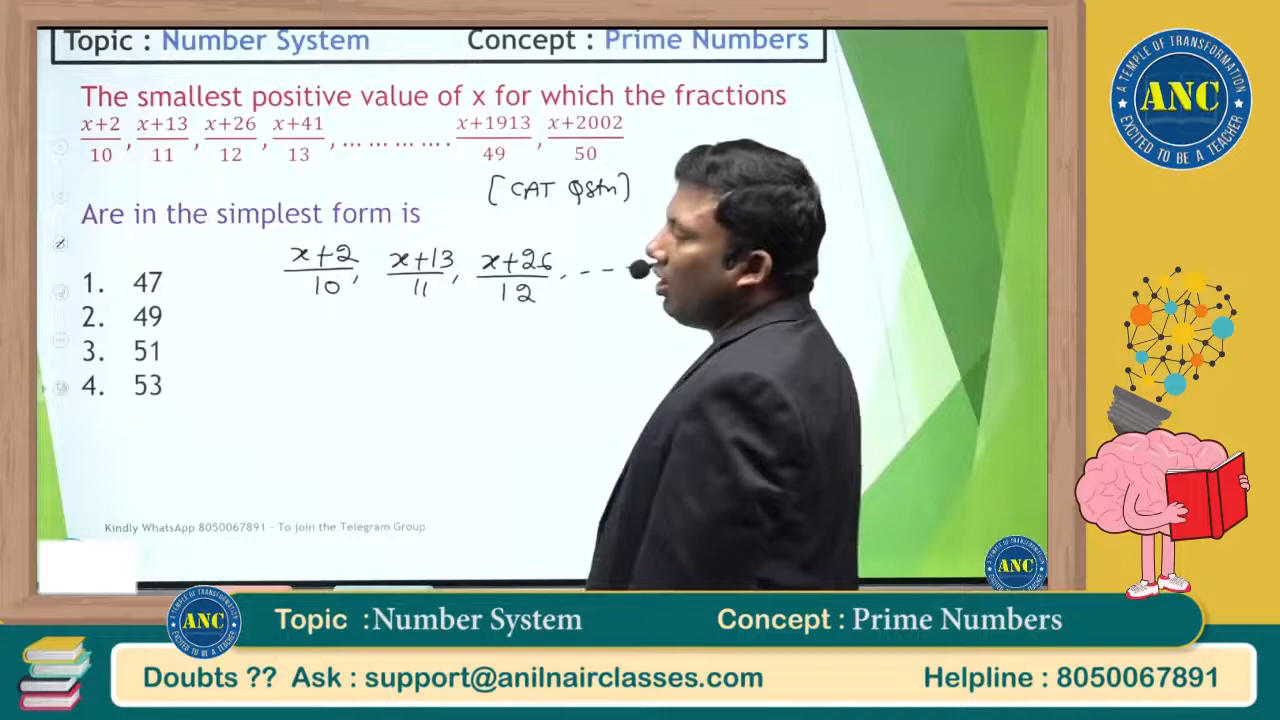 Topic : Number System Concept : Prime Numbers
The smallest positive value of x for which the fractions
x+2/10, x+13/11, x+26/12, x+41/13, ... ... ... . x+1913/49, x+2002/50
[CAT Qstn]
Are in the simplest form is
x+2/10, x+13/11, x+26/12, ---
1. 47
2. 49
3. 51
4. 53
Kindly WhatsApp 8050067891 - To join the Telegram Group
A TEMPLE OF TRANSFORMATION
ANC
EXCITED TO BE A TEACHER
ANC
ANC
Topic : Number System Concept : Prime Numbers
Doubts ?? Ask : support@anilnairclasses.com Helpline : 8050067891